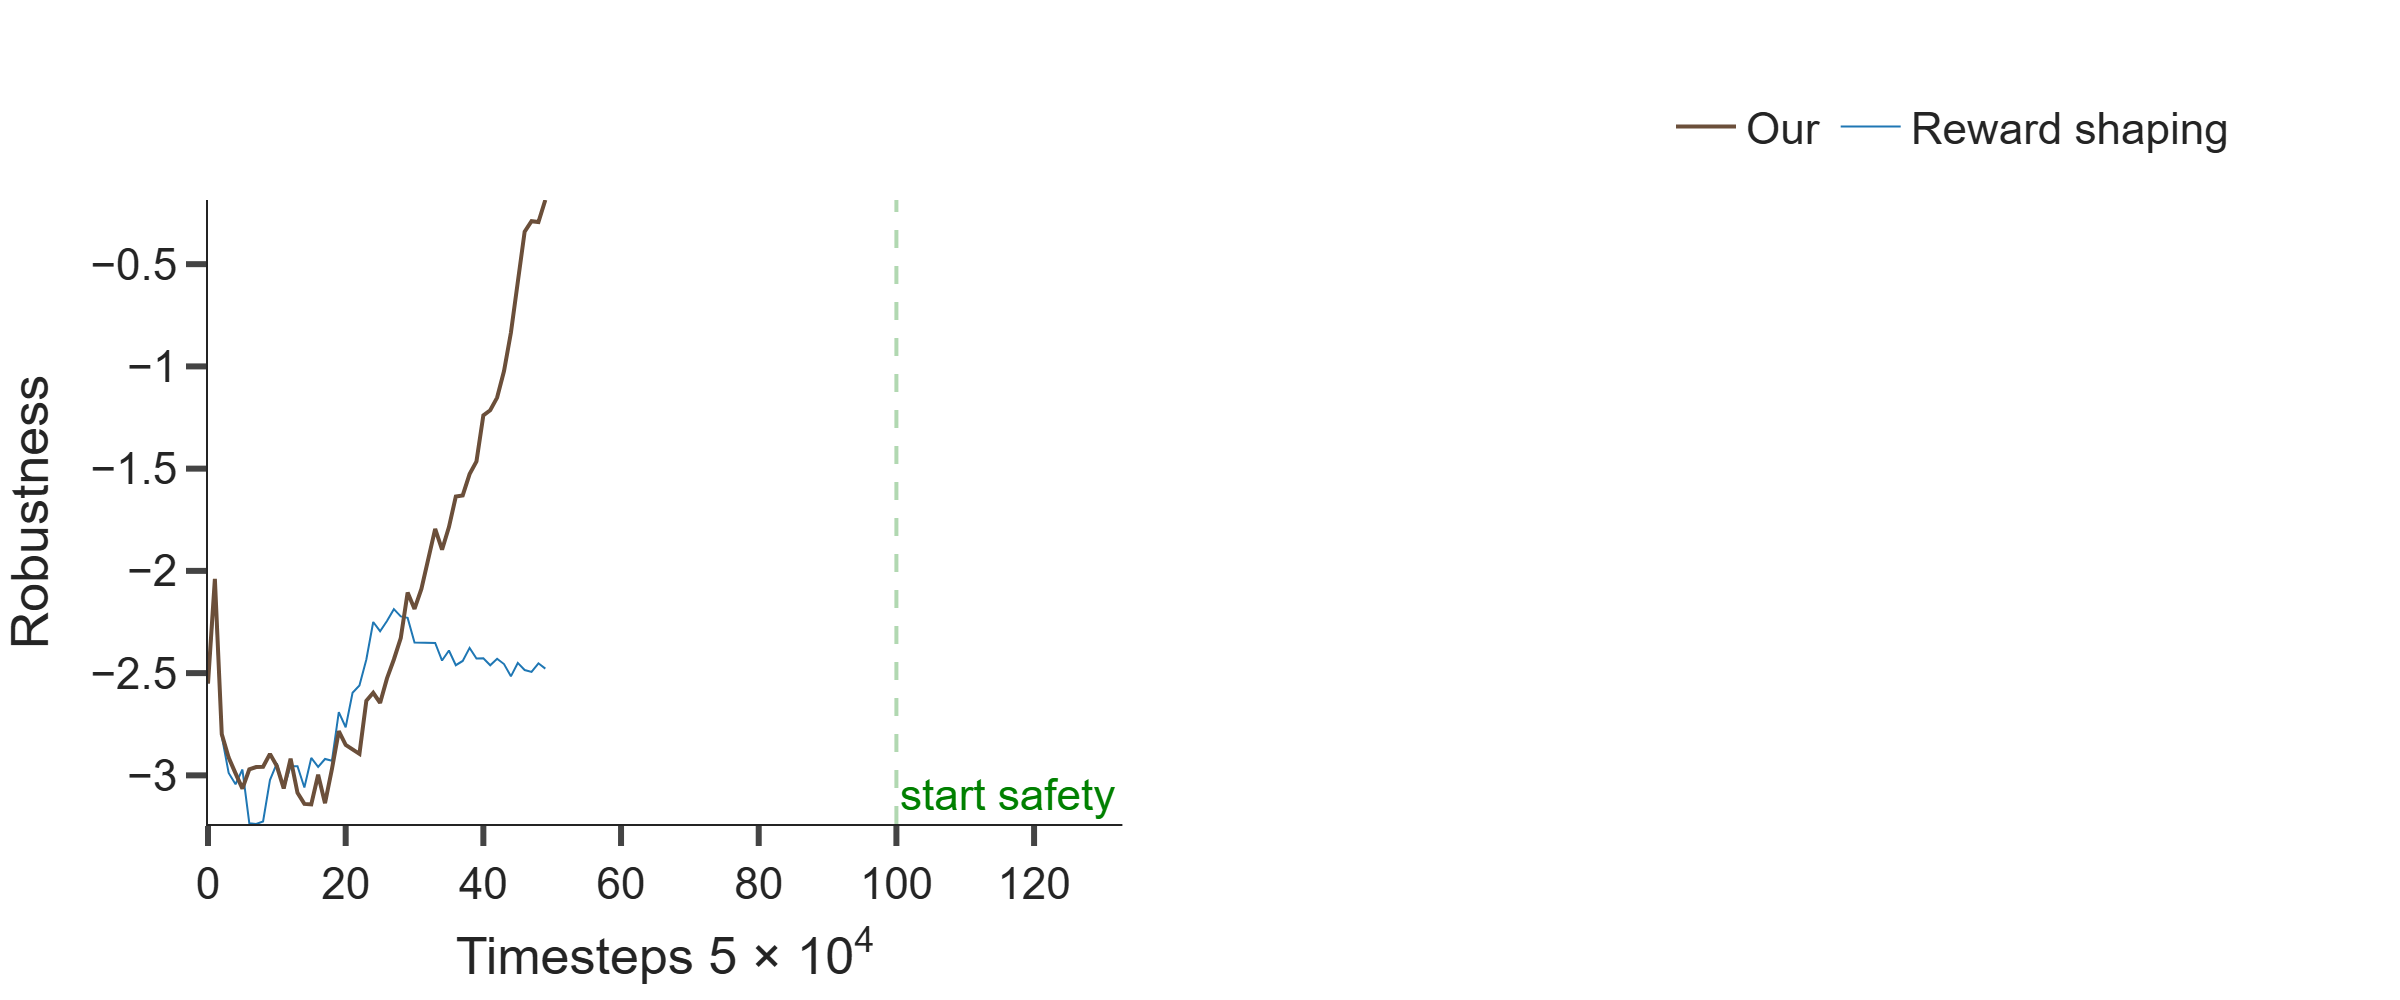 Our Reward shaping
−0.5
−1
−1.5
−2
−2.5
−3
Robustness
start safety
0 20 40 60 80 100 120
Timesteps 5 × 10⁴